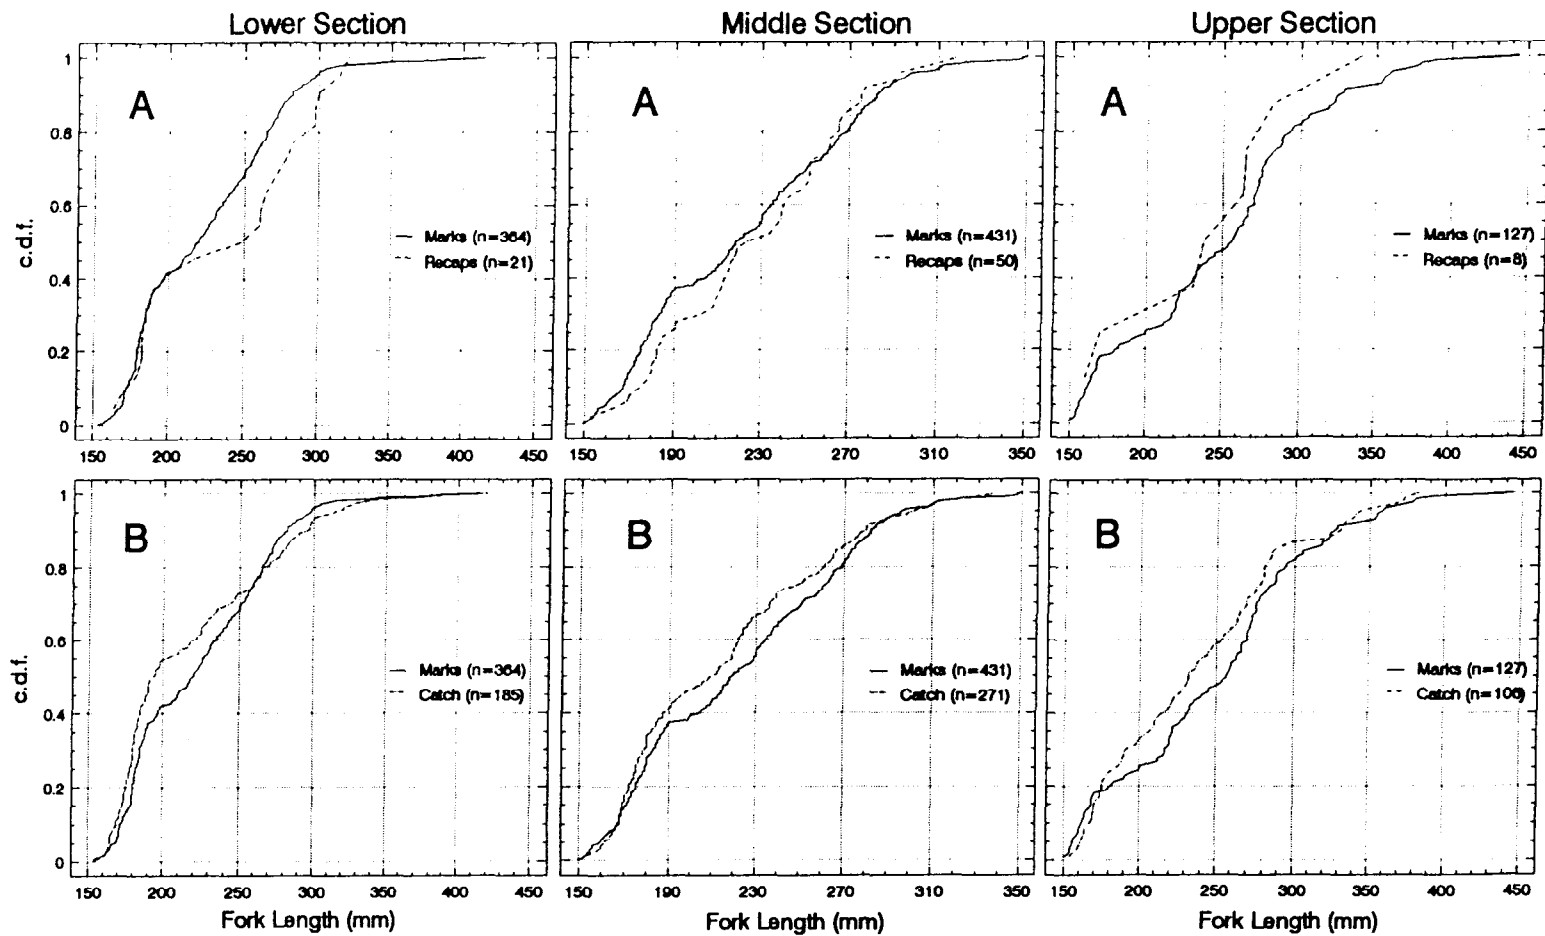 Lower Section
Middle Section
Upper Section
A
A
A
c.d.f.
1
0.8
0.6
0.4
0.2
0
Marks (n=364)
Recaps (n=21)
Marks (n=431)
Recaps (n=50)
Marks (n=127)
Recaps (n=8)
150 200 250 300 350 400 450
150 190 230 270 310 350
150 200 250 300 350 400 450
B
B
B
c.d.f.
1
0.8
0.6
0.4
0.2
0
Marks (n=364)
Catch (n=185)
Marks (n=431)
Catch (n=271)
Marks (n=127)
Catch (n=106)
150 200 250 300 350 400 450
150 190 230 270 310 350
150 200 250 300 350 400 450
Fork Length (mm)
Fork Length (mm)
Fork Length (mm)